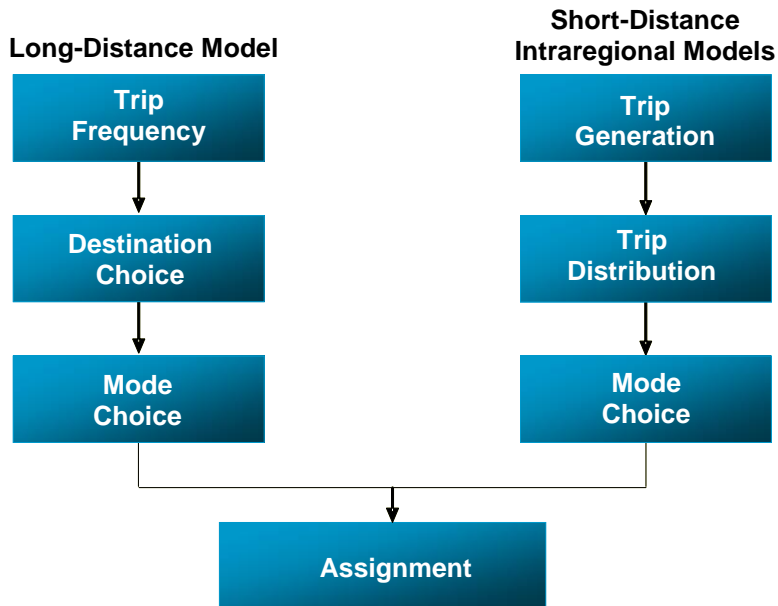 Long-Distance Model
Trip
Frequency
Destination
Choice
Mode
Choice
Short-Distance
Intraregional Models
Trip
Generation
Trip
Distribution
Mode
Choice
Assignment